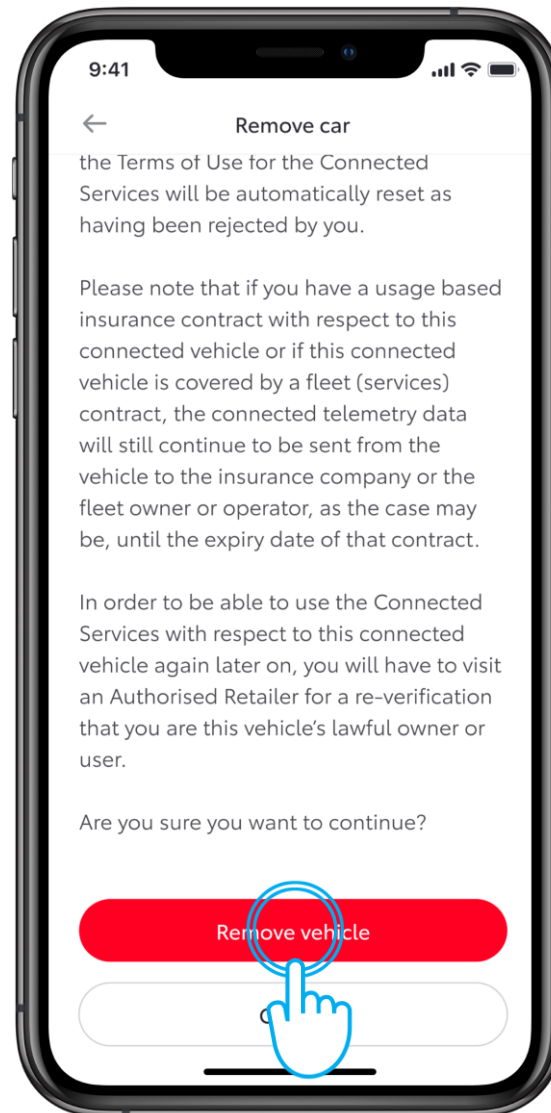 9:41
Remove car
the Terms of Use for the Connected
Services will be automatically reset as
having been rejected by you.
Please note that if you have a usage based
insurance contract with respect to this
connected vehicle or if this connected
vehicle is covered by a fleet (services)
contract, the connected telemetry data
will still continue to be sent from the
vehicle to the insurance company or the
fleet owner or operator, as the case may
be, until the expiry date of that contract.
In order to be able to use the Connected
Services with respect to this connected
vehicle again later on, you will have to visit
an Authorised Retailer for a re-verification
that you are this vehicle's lawful owner or
user.
Are you sure you want to continue?
Remove vehicle